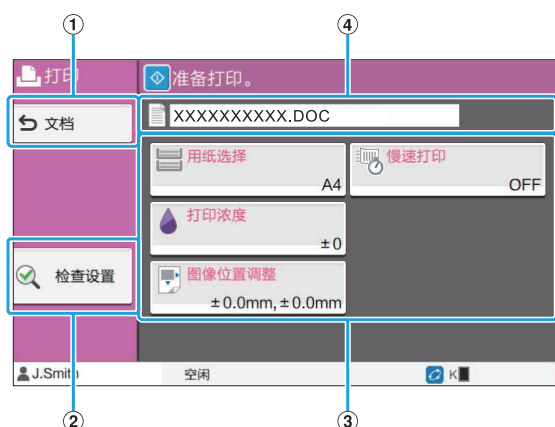 ① ④
打印 准备打印。
文档 XXXXXXXXXX.DOC
用纸选择 慢速打印
A4 OFF
打印浓度
±0
检查设置 图像位置调整
±0.0mm, ±0.0mm
J.Smith 空闲 K
② ③